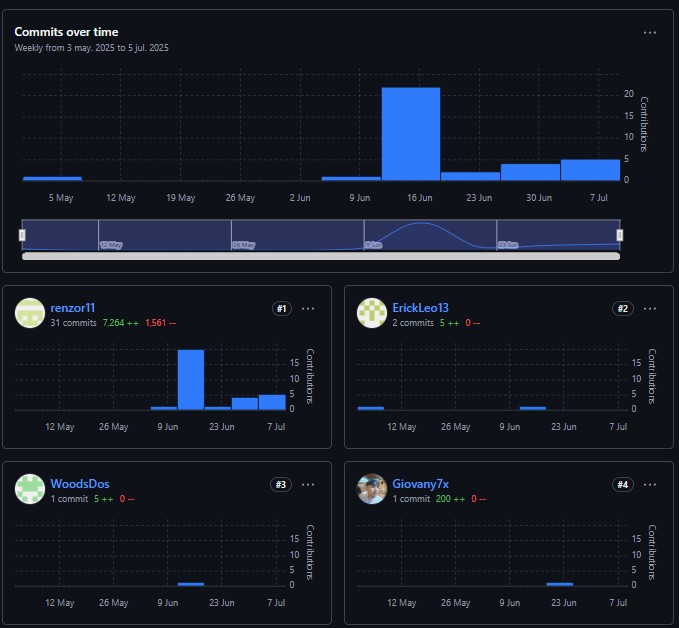 Commits over time
Weekly from 3 may. 2025 to 5 jul. 2025
20
15
10
5
0
Contributions
5 May 12 May 19 May 26 May 2 Jun 9 Jun 16 Jun 23 Jun 30 Jun 7 Jul
12 May 26 May 9 Jun 23 Jun
renzor11 #1
31 commits 7,264 ++ 1,561 --
15
10
5
0
Contributions
12 May 26 May 9 Jun 23 Jun 7 Jul
ErickLeo13 #2
2 commits 5 ++ 0 --
15
10
5
0
Contributions
12 May 26 May 9 Jun 23 Jun 7 Jul
WoodsDos #3
1 commit 5 ++ 0 --
15
10
5
0
Contributions
12 May 26 May 9 Jun 23 Jun 7 Jul
Giovany7x #4
1 commit 200 ++ 0 --
15
10
5
0
Contributions
12 May 26 May 9 Jun 23 Jun 7 Jul